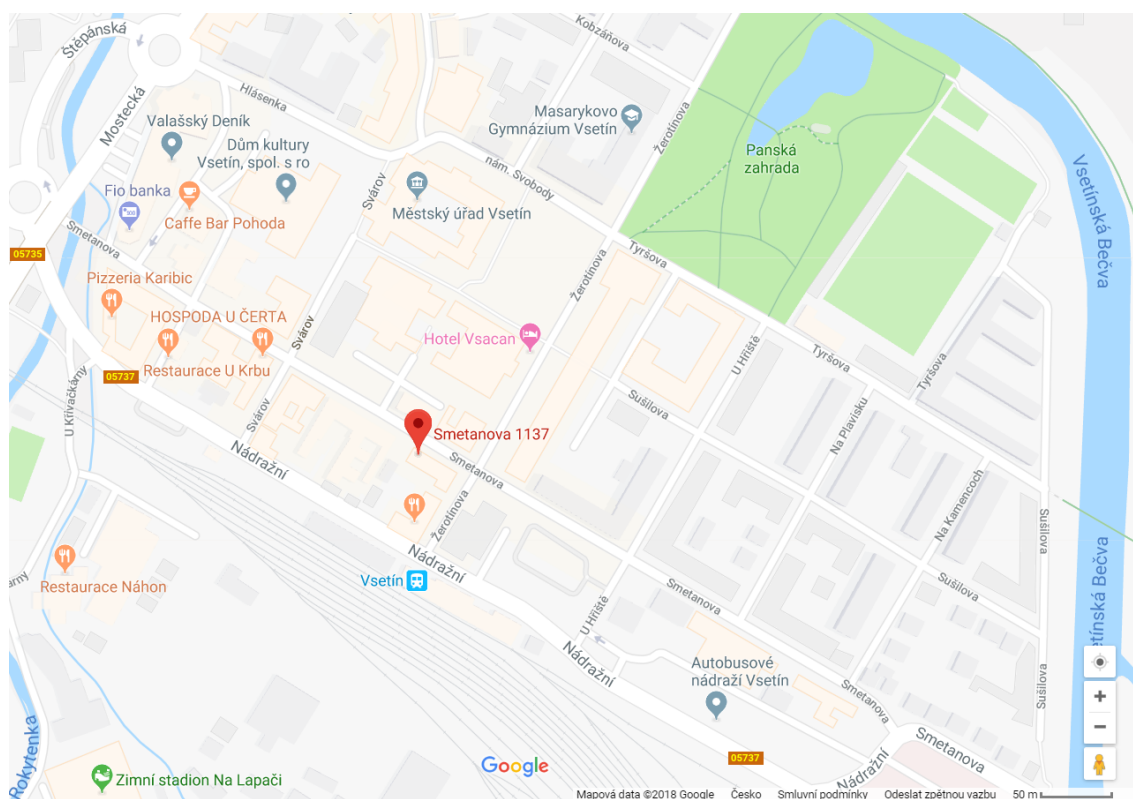 Štěpánská
Kobzáňova
Mostecká
Hlásenka
Valašský Deník
Masarykovo
Gymnázium Vsetín
Žerotínova
Dům kultury
Vsetín, spol. s ro
nám. Svobody
Panská
zahrada
Vsetínská Bečva
Fio banka
Svárov
Městský úřad Vsetín
Caffe Bar Pohoda
Smetanova
05735
Tyršova
Žerotínova
Pizzeria Karibic
HOSPODA U ČERTA
Svárov
Hotel Vsacan
Restaurace U Krbu
U Hřiště
Tyršova
Tyršova
05737
U Křivačkárny
Sušilova
Na Plavisku
Svárov
Smetanova 1137
Nádražní
Smetanova
Na Kamencoch
Žerotínova
Sušilova
Nádražní
Restaurace Náhon
árny
Vsetín
Smetanova
Sušilova
etínská Bečva
U Hřiště
Nádražní
Autobusové
nádraží Vsetín
Smetanova
Sušilova
Rokytenka
Smetanova
05737
Nádražní
Google
Zimní stadion Na Lapači
Mapová data ©2018 Google
Česko
Smluvní podmínky
Odeslat zpětnou vazbu
50 m